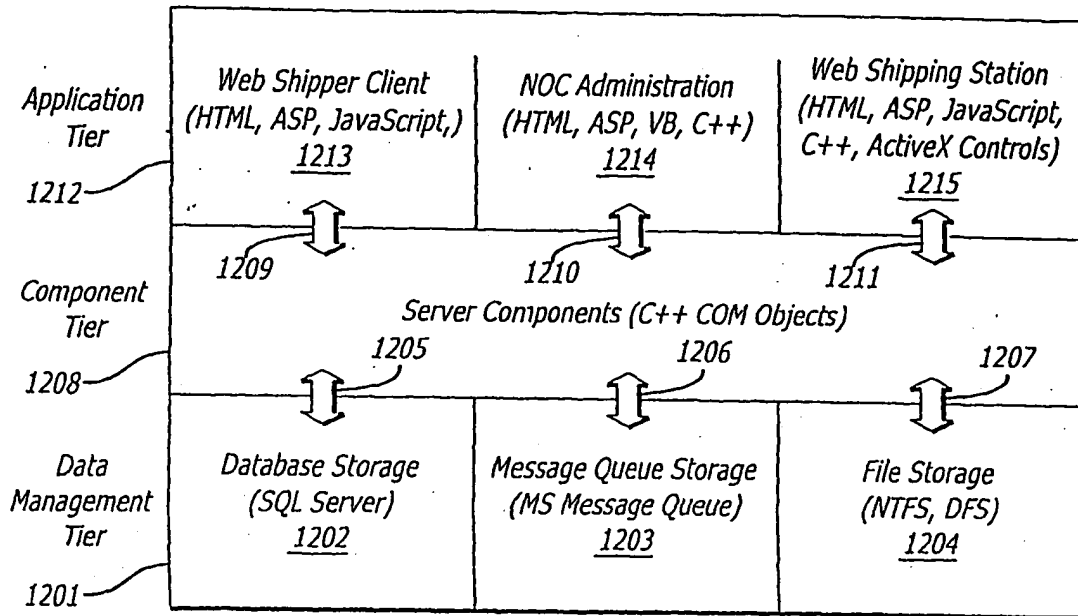 Application
Tier
1212
Web Shipper Client
(HTML, ASP, JavaScript,)
1213
NOC Administration
(HTML, ASP, VB, C++)
1214
Web Shipping Station
(HTML, ASP, JavaScript,
C++, ActiveX Controls)
1215
1209
1210
1211
Component
Tier
1208
Server Components (C++ COM Objects)
1205
1206
1207
Data
Management
Tier
1201
Database Storage
(SQL Server)
1202
Message Queue Storage
(MS Message Queue)
1203
File Storage
(NTFS, DFS)
1204